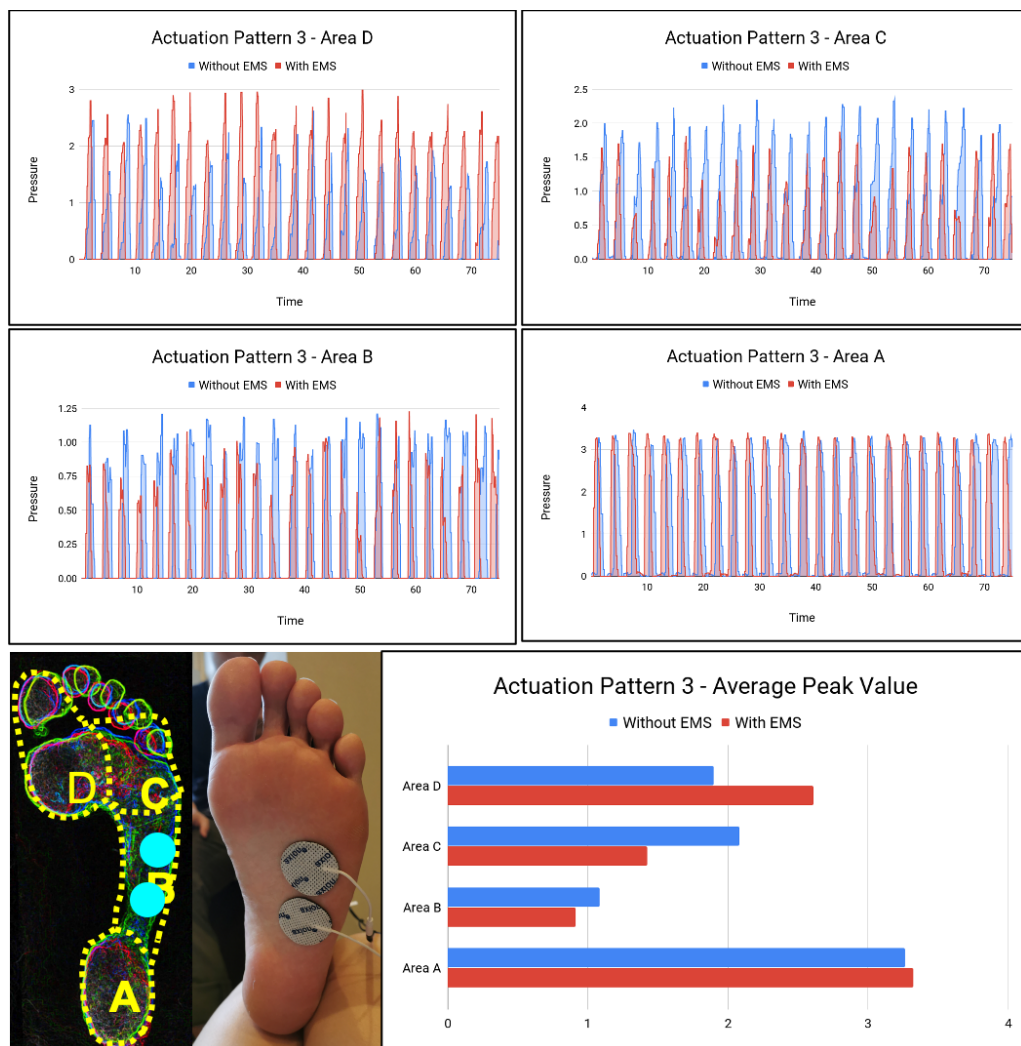 Actuation Pattern 3 - Area D
Without EMS With EMS
Pressure
3
2
1
0
10 20 30 40 50 60 70
Time
Actuation Pattern 3 - Area C
Without EMS With EMS
Pressure
2.5
2.0
1.5
1.0
0.5
0.0
10 20 30 40 50 60 70
Time
Actuation Pattern 3 - Area B
Without EMS With EMS
Pressure
1.25
1.00
0.75
0.50
0.25
0.00
10 20 30 40 50 60 70
Time
Actuation Pattern 3 - Area A
Without EMS With EMS
Pressure
4
3
2
1
0
10 20 30 40 50 60 70
Time
D C
B
A
Actuation Pattern 3 - Average Peak Value
Without EMS With EMS
Area D
Area C
Area B
Area A
0 1 2 3 4